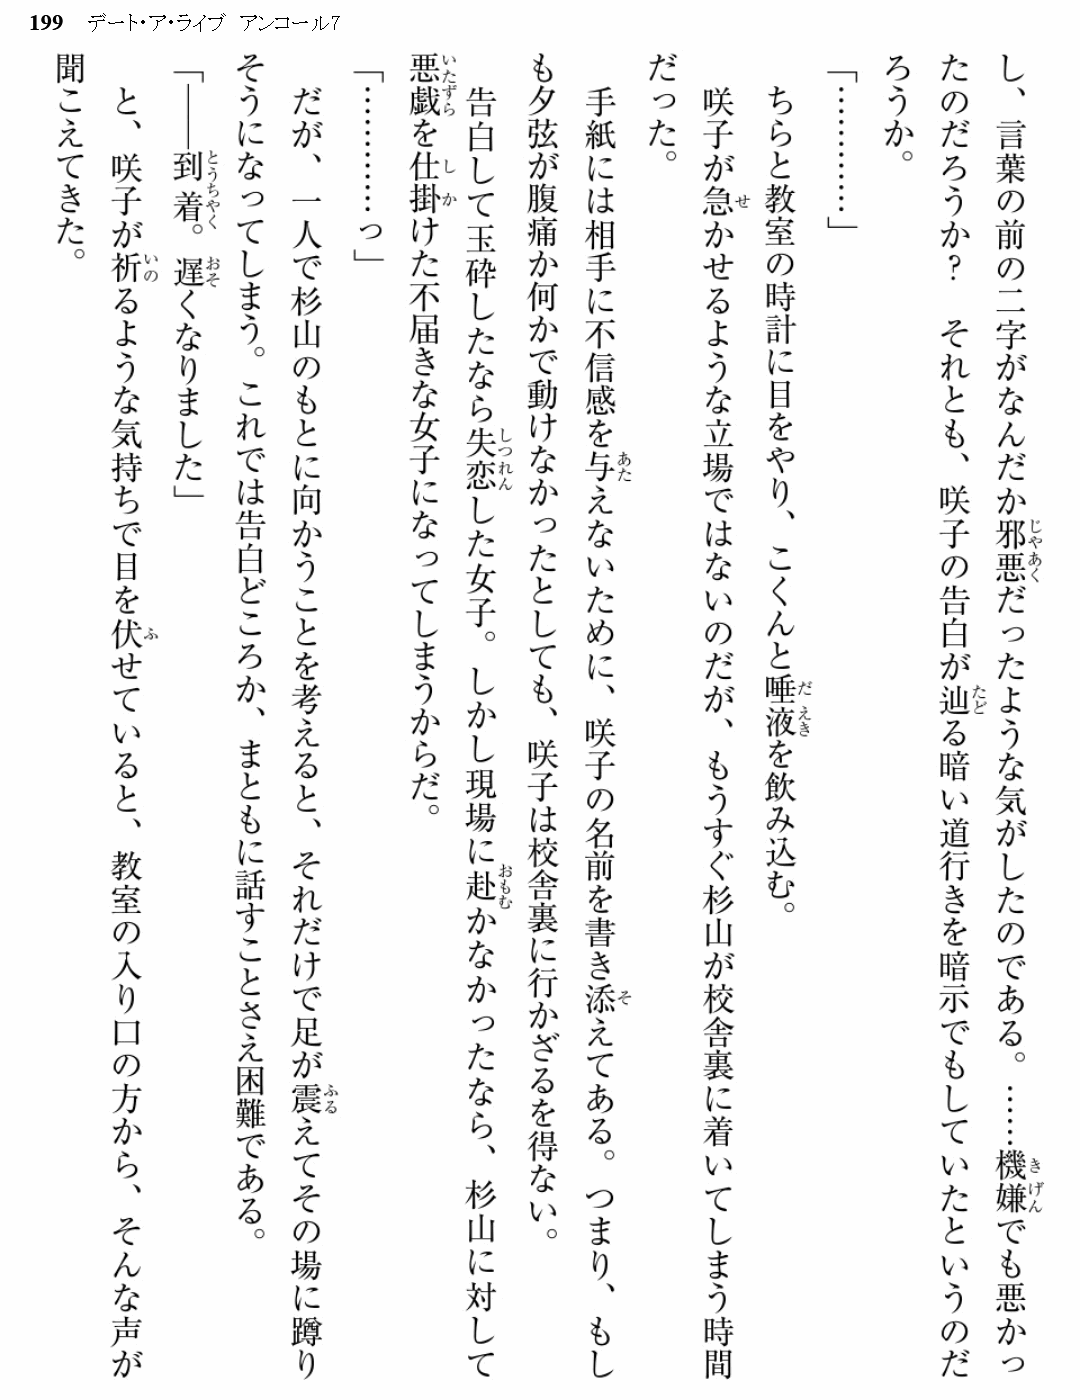 199 デート・ア・ライブ アンコール7
し、言葉の前の二字がなんだか邪悪だったような気がしたのである。……機嫌でも悪かっ
たのだろうか? それとも、咲子の告白が辿る暗い道行きを暗示でもしていたというのだ
ろうか。
「…………」
ちらと教室の時計に目をやり、こくんと唾液を飲み込む。
咲子が急かせるような立場ではないのだが、もうすぐ杉山が校舎裏に着いてしまう時間
だった。
手紙には相手に不信感を与えないために、咲子の名前を書き添えてある。つまり、もし
も夕弦が腹痛か何かで動けなかったとしても、咲子は校舎裏に行かざるを得ない。
告白して玉砕したなら失恋した女子。しかし現場に赴かなかったなら、杉山に対して
悪戯を仕掛けた不届きな女子になってしまうからだ。
「…………っ」
だが、一人で杉山のもとに向かうことを考えると、それだけで足が震えてその場に蹲り
そうになってしまう。これでは告白どころか、まともに話すことさえ困難である。
「――到着。遅くなりました」
と、咲子が祈るような気持ちで目を伏せていると、教室の入り口の方から、そんな声が
聞こえてきた。